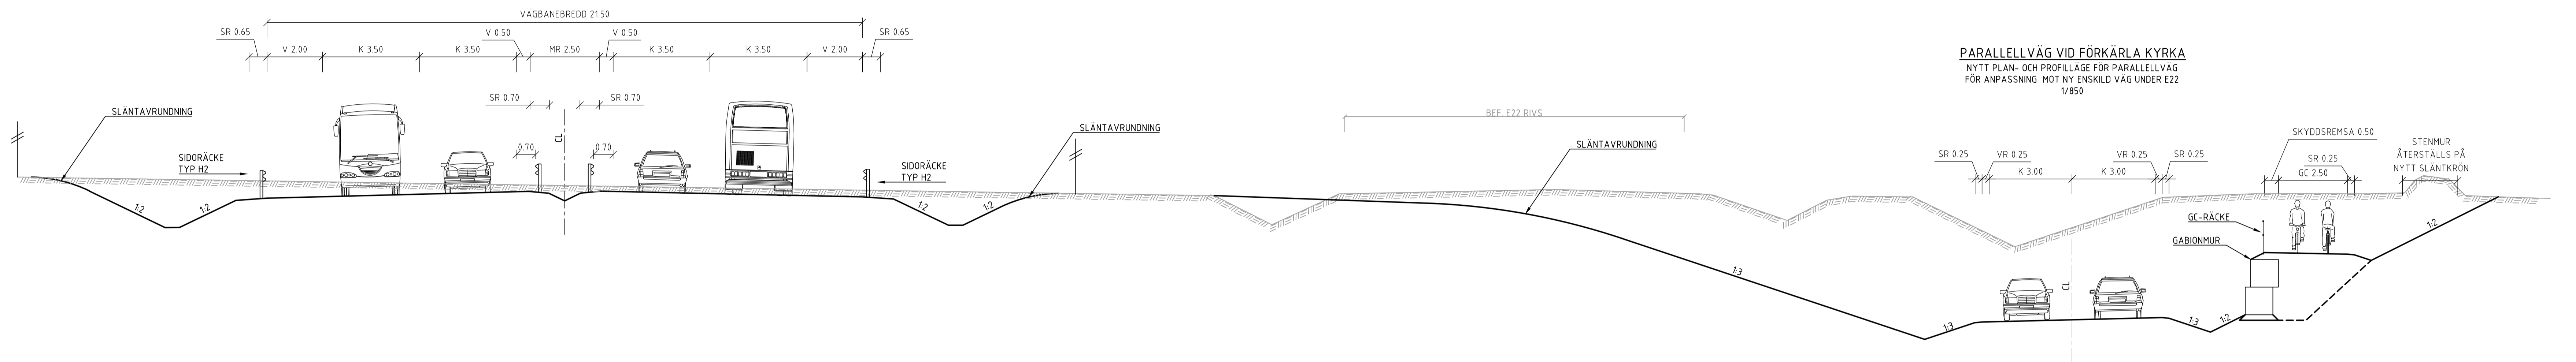 VÄGBANEBREDD 21.50
SR 0.65
V 2.00
K 3.50
K 3.50
V 0.50
MR 2.50
V 0.50
K 3.50
K 3.50
V 2.00
SR 0.65
SR 0.70
SR 0.70
SLÄNTAVRUNDNING
SIDORÄCKE
TYP H2
0.70
CL
0.70
SIDORÄCKE
TYP H2
SLÄNTAVRUNDNING
1:2
1:2
1:2
1:2
BEF. E22 RIVS
SLÄNTAVRUNDNING
1:3
PARALLELLVÄG VID FÖRKÄRLA KYRKA
NYTT PLAN- OCH PROFILLÄGE FÖR PARALLELLVÄG
FÖR ANPASSNING MOT NY ENSKILD VÄG UNDER E22
1/850
SR 0.25
VR 0.25
K 3.00
K 3.00
VR 0.25
SR 0.25
SKYDDSREMSA 0.50
SR 0.25
GC 2.50
STENMUR
ÅTERSTÄLLS PÅ
NYTT SLÄNTKRÖN
GC-RÄCKE
GABIONMUR
CL
1:3
1:3
1:2
1:2